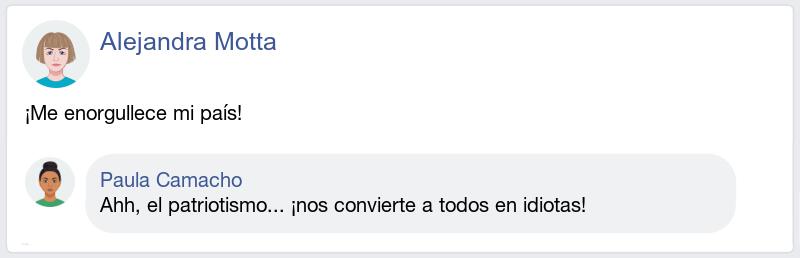 Alejandra Motta
¡Me enorgullece mi país!
Paula Camacho
Ahh, el patriotismo... ¡nos convierte a todos en idiotas!